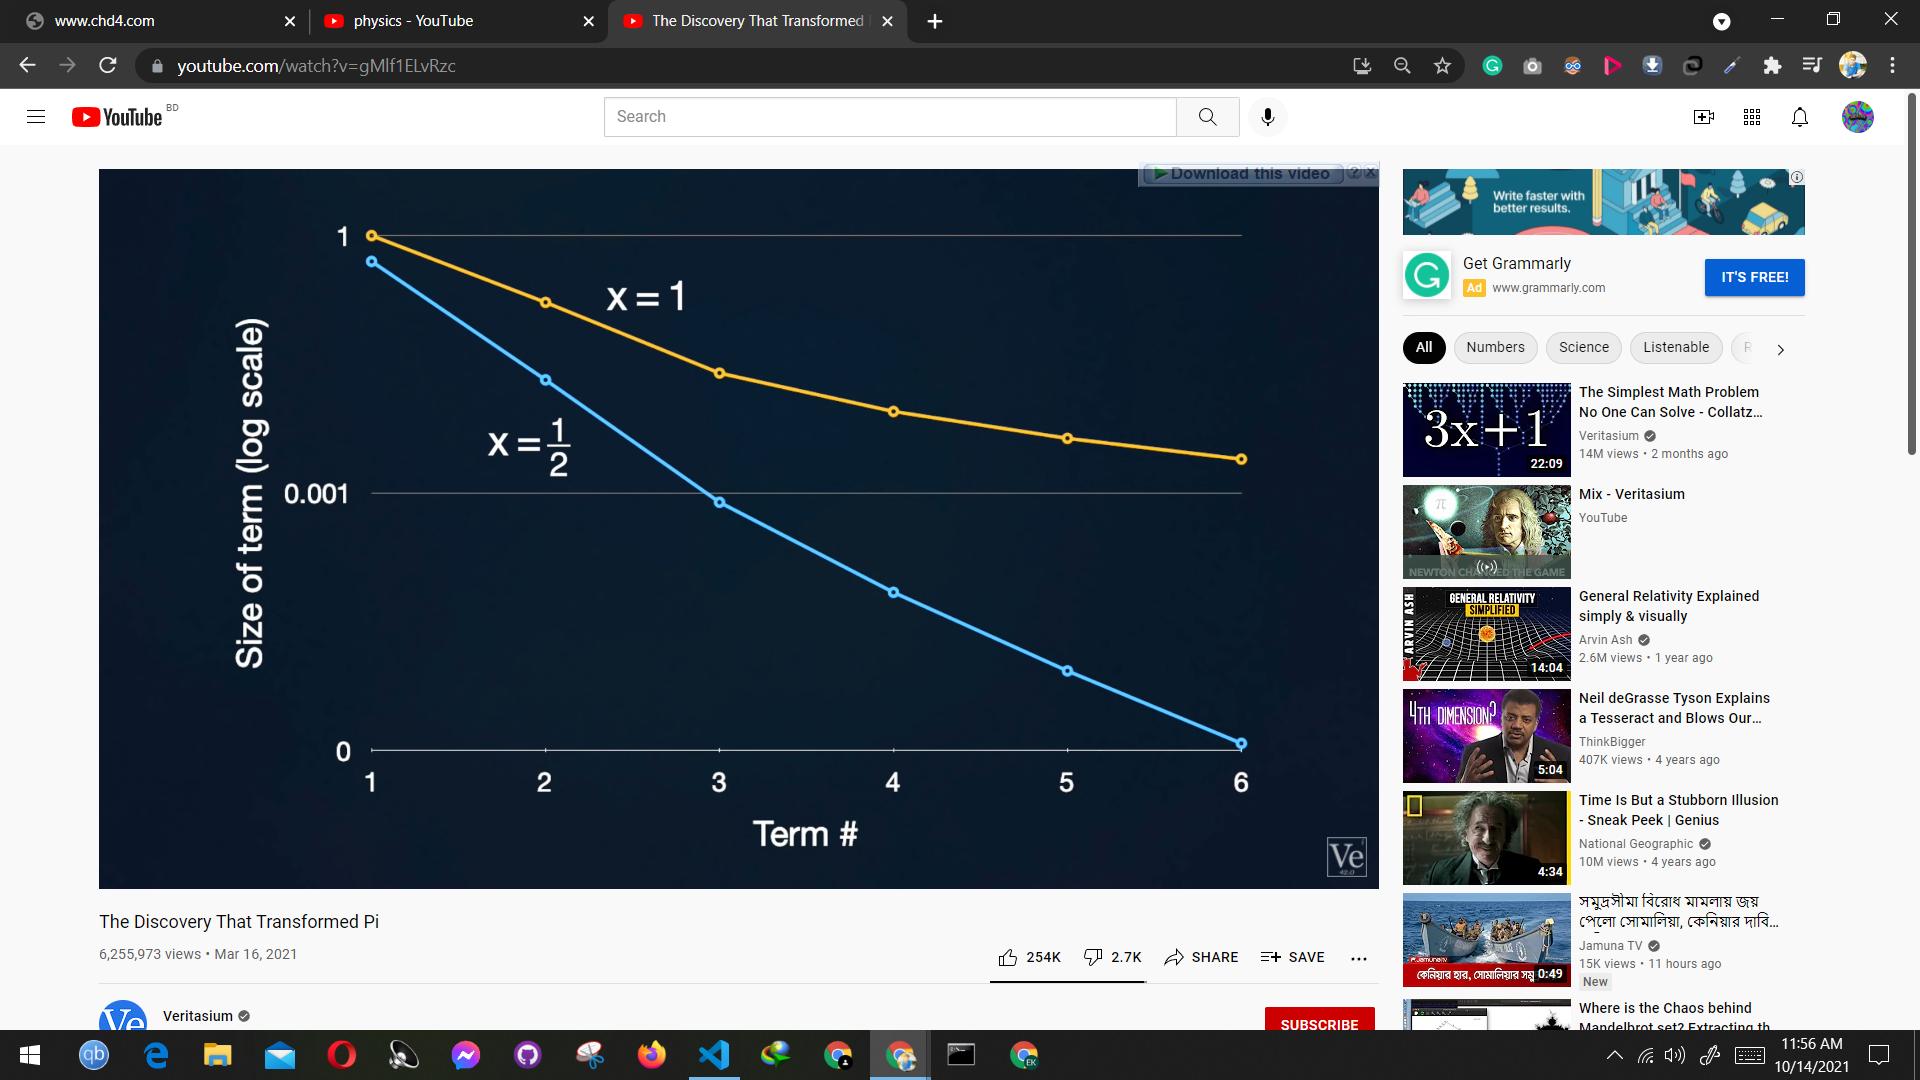 www.chd4.com
physics - YouTube
The Discovery That Transformed
youtube.com/watch?v=gMlf1ELvRzc
YouTube BD
Search
Download this video ? X
1
x = 1
x = 1/2
0.001
0
Size of term (log scale)
1 2 3 4 5 6
Term #
Ve
42.0
The Discovery That Transformed Pi
6,255,973 views • Mar 16, 2021
254K 2.7K SHARE SAVE
Veritasium
SUBSCRIBE
Write faster with
better results.
Get Grammarly
Ad www.grammarly.com
IT'S FREE!
All Numbers Science Listenable R
3x+1
22:09
The Simplest Math Problem
No One Can Solve - Collatz...
Veritasium
14M views • 2 months ago
π
NEWTON CHANGED THE GAME
Mix - Veritasium
YouTube
ARVIN ASH
GENERAL RELATIVITY
SIMPLIFIED
14:04
General Relativity Explained
simply & visually
Arvin Ash
2.6M views • 1 year ago
4TH DIMENSION?
5:04
Neil deGrasse Tyson Explains
a Tesseract and Blows Our...
ThinkBigger
407K views • 4 years ago
4:34
Time Is But a Stubborn Illusion
- Sneak Peek | Genius
National Geographic
10M views • 4 years ago
JamunaTV
কেনিয়ার হার, সোমালিয়ার সমু
0:49
সমুদ্রসীমা বিরোধ মামলায় জয়
পেলো সোমালিয়া, কেনিয়ার দাবি...
Jamuna TV
15K views • 11 hours ago
New
Where is the Chaos behind
Mandelbrot set? Extracting th
qb
EK
11:56 AM
10/14/2021